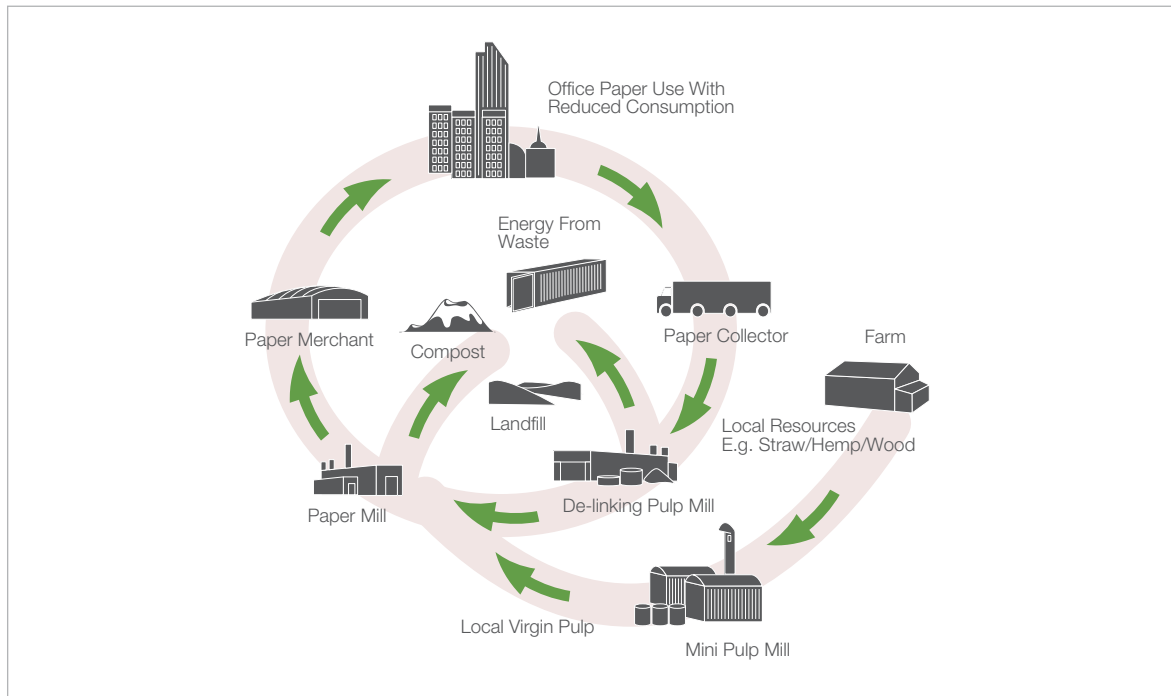 Office Paper Use With
Reduced Consumption
Energy From
Waste
Paper Merchant
Compost
Paper Collector
Farm
Landfill
Local Resources
E.g. Straw/Hemp/Wood
Paper Mill
De-linking Pulp Mill
Local Virgin Pulp
Mini Pulp Mill